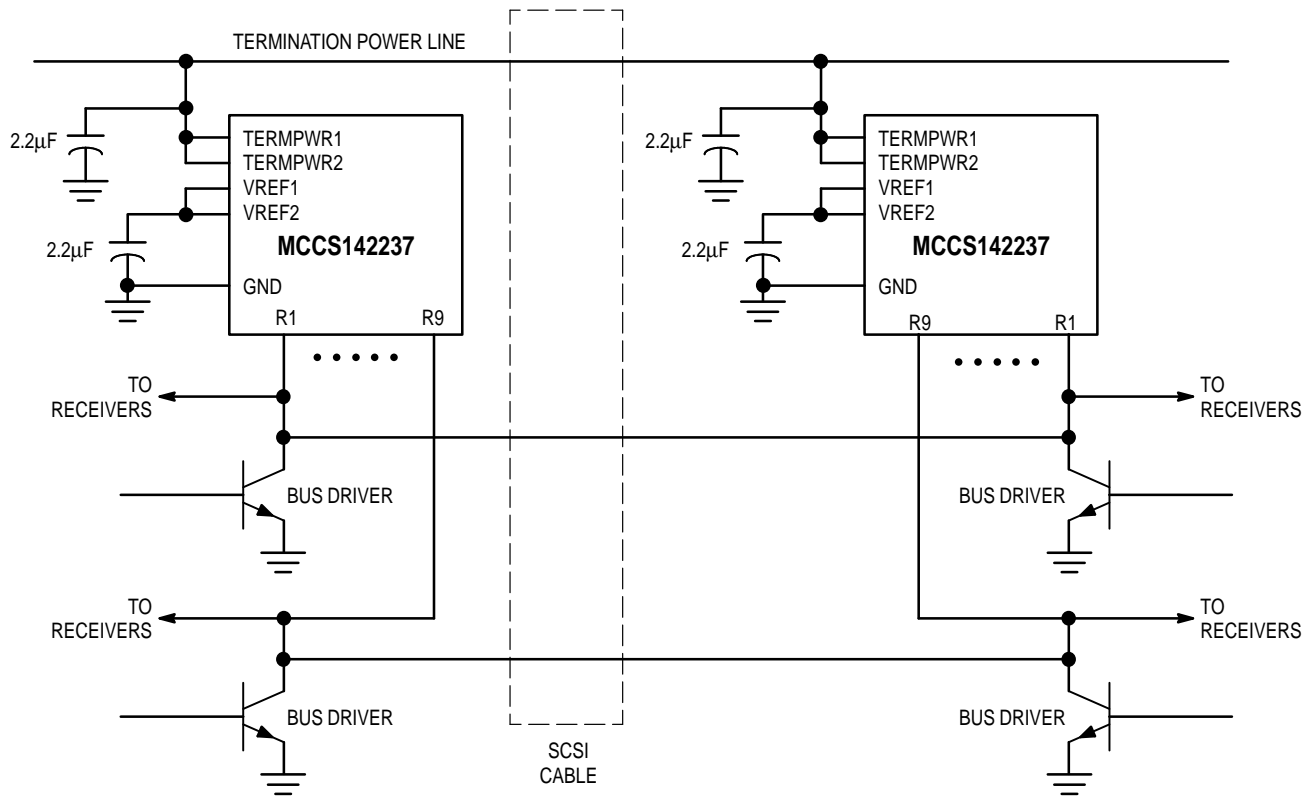 TERMINATION POWER LINE
2.2μF
TERMPWR1
TERMPWR2
VREF1
VREF2
2.2μF
MCCS142237
GND
R1
R9
2.2μF
TERMPWR1
TERMPWR2
VREF1
VREF2
2.2μF
MCCS142237
GND
R9
R1
TO
RECEIVERS
TO
RECEIVERS
BUS DRIVER
BUS DRIVER
TO
RECEIVERS
TO
RECEIVERS
BUS DRIVER
BUS DRIVER
SCSI
CABLE